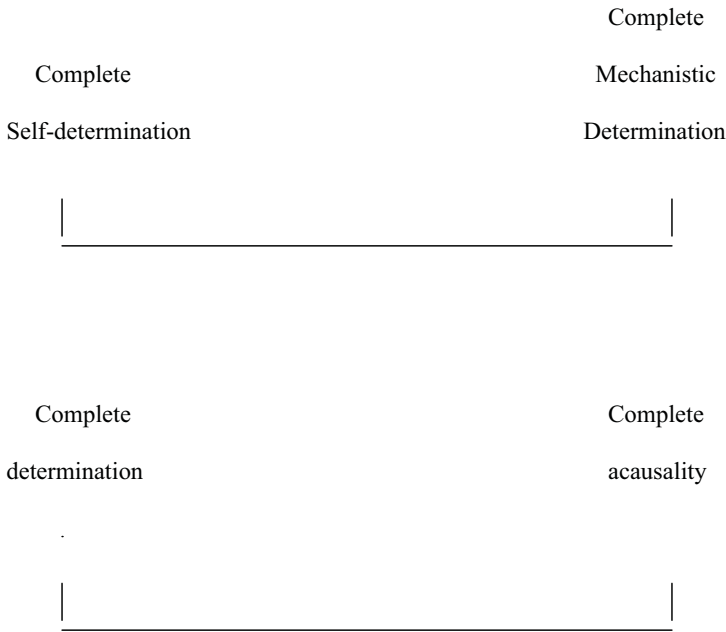 Complete
Complete Mechanistic
Self-determination Determination
Complete Complete
determination acausality
.